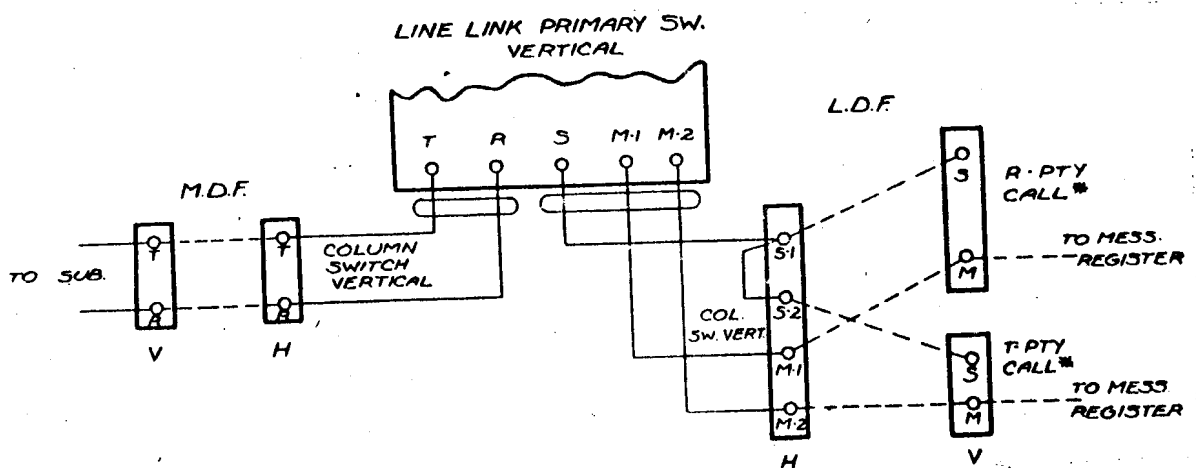 LINE LINK PRIMARY SW.
VERTICAL
L.D.F.
T R S M·1 M·2
M.D.F.
S
R-PTY
CALL#
T T
COLUMN
SWITCH
VERTICAL
TO SUB.
S·1
TO MESS.
REGISTER
M
R R
S·2
COL.
SW. VERT.
V H
M·1
T-PTY
CALL#
S
TO MESS
REGISTER
M·2
M
H V